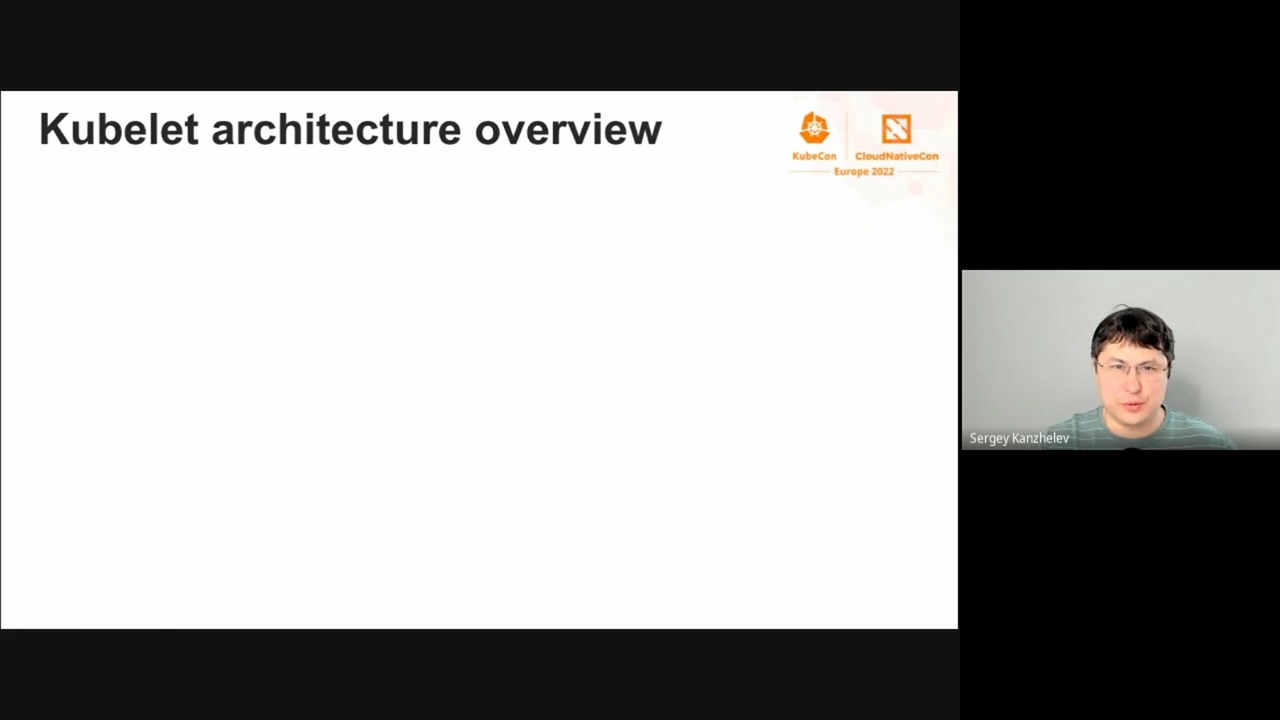 Kubelet architecture overview
KubeCon
CloudNativeCon
Europe 2022
Sergey Kanzhelev